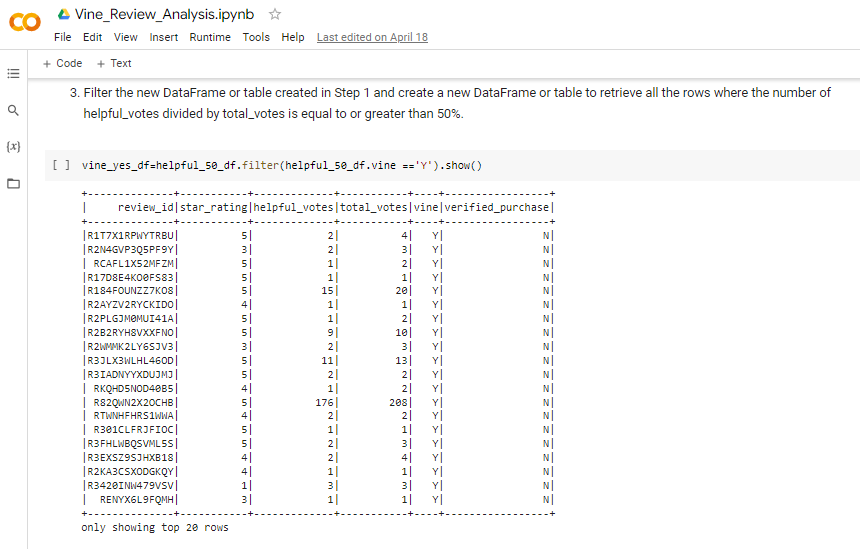 Vine_Review_Analysis.ipynb
File Edit View Insert Runtime Tools Help Last edited on April 18
+ Code + Text
3. Filter the new DataFrame or table created in Step 1 and create a new DataFrame or table to retrieve all the rows where the number of
helpful_votes divided by total_votes is equal to or greater than 50%.
{x}
[ ] vine_yes_df=helpful_50_df.filter(helpful_50_df.vine =='Y').show()
+--------------+-----------+-------------+-----------+----+-----------------+
|     review_id|star_rating|helpful_votes|total_votes|vine|verified_purchase|
+--------------+-----------+-------------+-----------+----+-----------------+
|R1T7X1RPWYTRBU|          5|            2|          4|   Y|                N|
|R2N4GVP3Q5PF9Y|          3|            2|          3|   Y|                N|
| RCAFL1X52MFZM|          5|            1|          2|   Y|                N|
|R17D8E4KO0FS83|          5|            1|          1|   Y|                N|
|R184FOUNZZ7KO8|          5|           15|         20|   Y|                N|
|R2AYZV2RYCKIDO|          4|            1|          1|   Y|                N|
|R2PLGJM0MUI41A|          5|            1|          2|   Y|                N|
|R2B2RYH8VXXFNO|          5|            9|         10|   Y|                N|
|R2WMMK2LY6SJV3|          3|            2|          3|   Y|                N|
|R3JLX3WLHL46OD|          5|           11|         13|   Y|                N|
|R3IADNYYXDUJMJ|          5|            2|          2|   Y|                N|
| RKQHD5NOD40B5|          4|            1|          2|   Y|                N|
| R82QWN2X2OCHB|          5|          176|        208|   Y|                N|
| RTWNHFHRS1WWA|          4|            2|          2|   Y|                N|
| R301CLFRJFIOC|          5|            1|          1|   Y|                N|
|R3FHLWBQSVML5S|          5|            2|          3|   Y|                N|
|R3EXSZ9SJHXB18|          4|            2|          4|   Y|                N|
|R2KA3CSXODGKQY|          4|            1|          1|   Y|                N|
|R3420INW479VSV|          1|            3|          3|   Y|                N|
| RENYX6L9FQMH|          3|            1|          1|   Y|                N|
+--------------+-----------+-------------+-----------+----+-----------------+
only showing top 20 rows